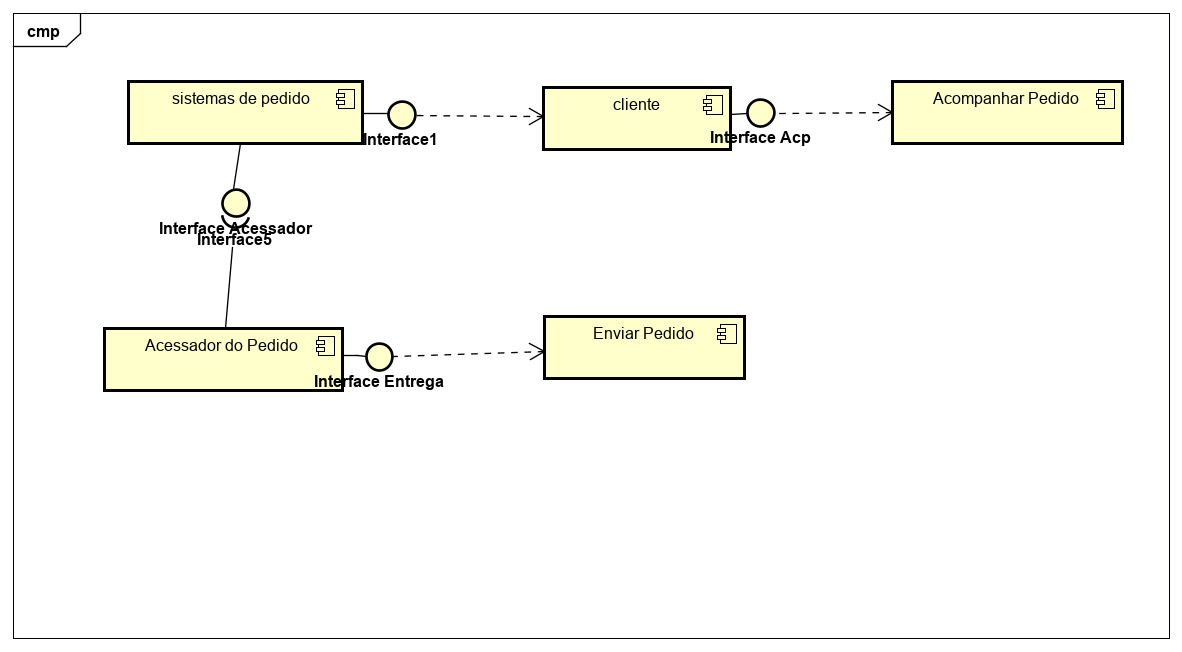 cmp
sistemas de pedido
Interface1
cliente
Interface Acp
Acompanhar Pedido
Interface Acessador
Interface5
Acessador do Pedido
Interface Entrega
Enviar Pedido